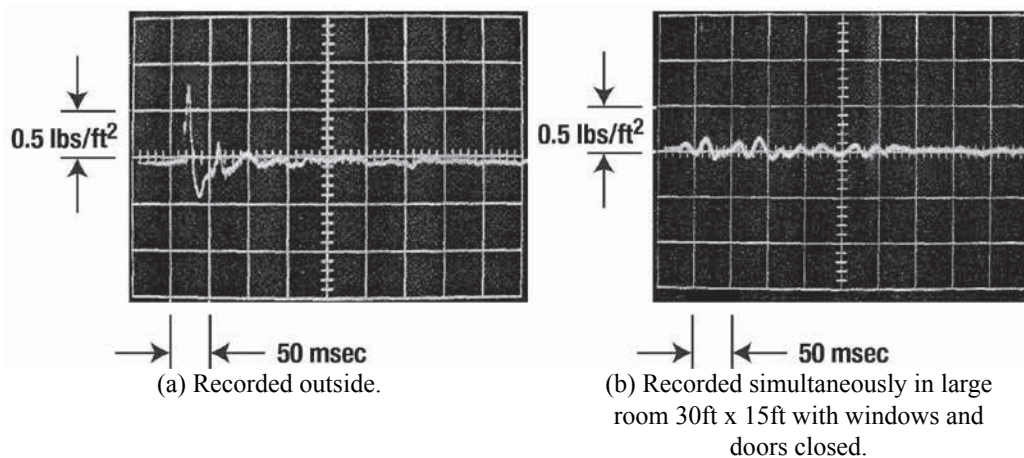 0.5 lbs/ft²
50 msec
(a) Recorded outside.
0.5 lbs/ft²
50 msec
(b) Recorded simultaneously in large
room 30ft x 15ft with windows and
doors closed.